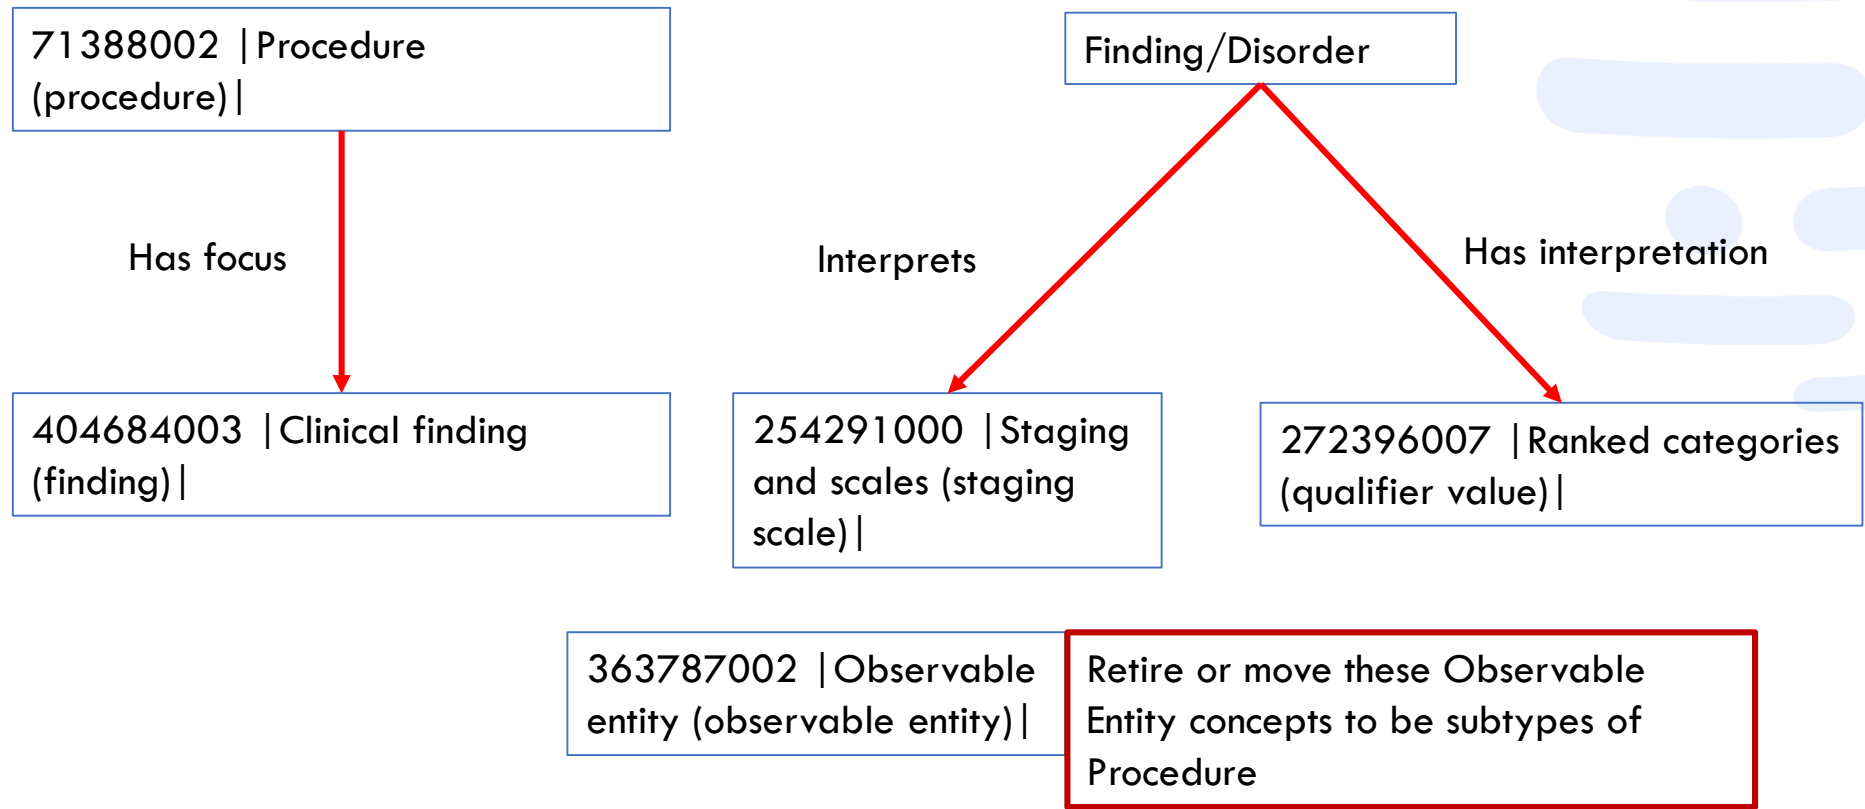 71388002 |Procedure
(procedure)|
Finding/Disorder
Has focus
Interprets
Has interpretation
404684003 |Clinical finding
(finding)|
254291000 |Staging
and scales (staging
scale)|
272396007 |Ranked categories
(qualifier value)|
363787002 |Observable
entity (observable entity)|
Retire or move these Observable
Entity concepts to be subtypes of
Procedure